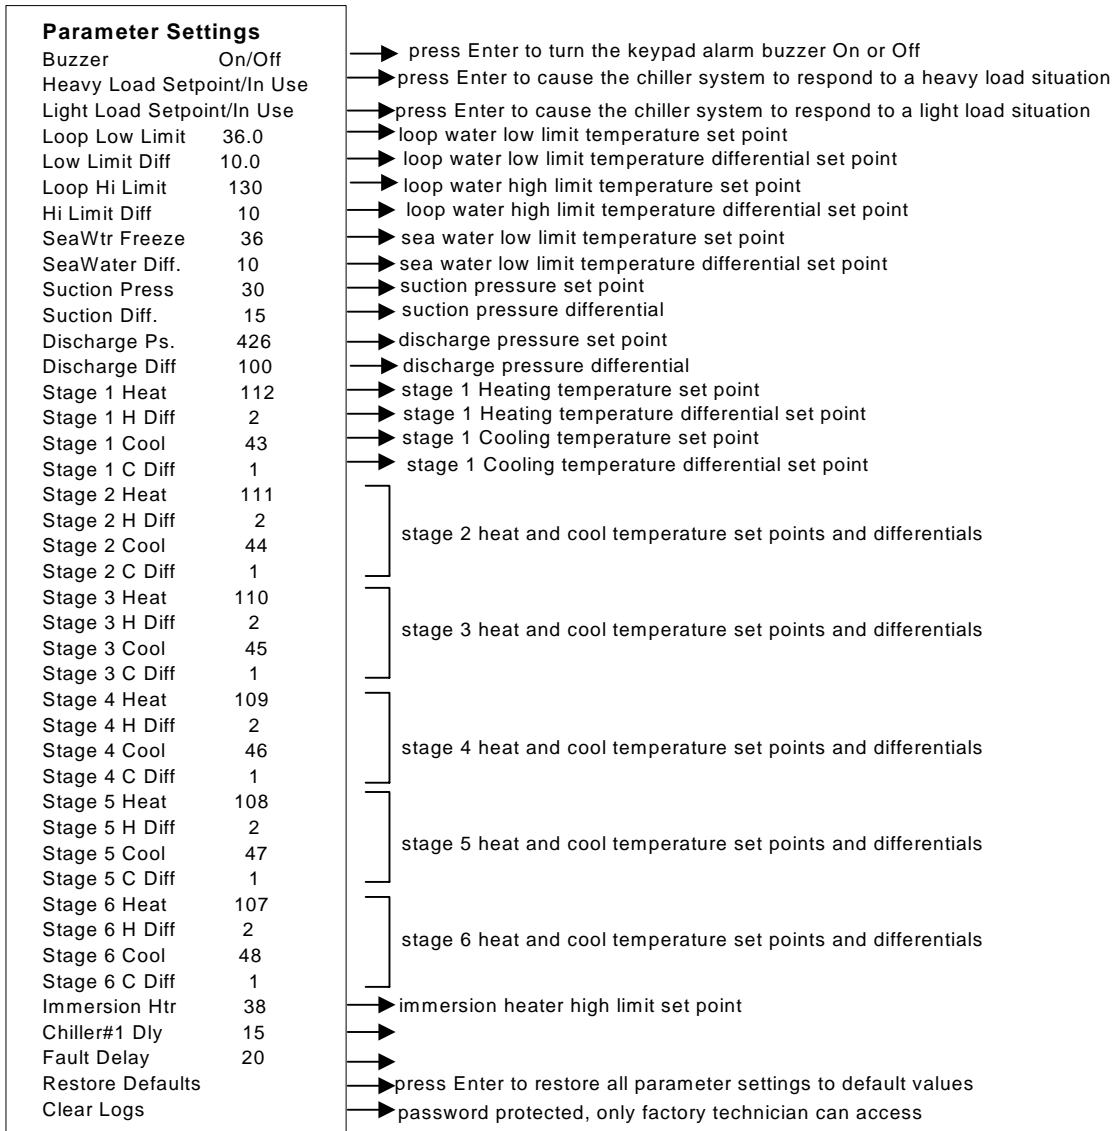 Parameter Settings
Buzzer On/Off press Enter to turn the keypad alarm buzzer On or Off
Heavy Load Setpoint/In Use press Enter to cause the chiller system to respond to a heavy load situation
Light Load Setpoint/In Use press Enter to cause the chiller system to respond to a light load situation
Loop Low Limit 36.0 loop water low limit temperature set point
Low Limit Diff 10.0 loop water low limit temperature differential set point
Loop Hi Limit 130 loop water high limit temperature set point
Hi Limit Diff 10 loop water high limit temperature differential set point
SeaWtr Freeze 36 sea water low limit temperature set point
SeaWater Diff. 10 sea water low limit temperature differential set point
Suction Press 30 suction pressure set point
Suction Diff. 15 suction pressure differential
Discharge Ps. 426 discharge pressure set point
Discharge Diff 100 discharge pressure differential
Stage 1 Heat 112 stage 1 Heating temperature set point
Stage 1 H Diff 2 stage 1 Heating temperature differential set point
Stage 1 Cool 43 stage 1 Cooling temperature set point
Stage 1 C Diff 1 stage 1 Cooling temperature differential set point
Stage 2 Heat 111
Stage 2 H Diff 2 stage 2 heat and cool temperature set points and differentials
Stage 2 Cool 44
Stage 2 C Diff 1
Stage 3 Heat 110
Stage 3 H Diff 2 stage 3 heat and cool temperature set points and differentials
Stage 3 Cool 45
Stage 3 C Diff 1
Stage 4 Heat 109
Stage 4 H Diff 2
Stage 4 Cool 46 stage 4 heat and cool temperature set points and differentials
Stage 4 C Diff 1
Stage 5 Heat 108
Stage 5 H Diff 2
Stage 5 Cool 47 stage 5 heat and cool temperature set points and differentials
Stage 5 C Diff 1
Stage 6 Heat 107
Stage 6 H Diff 2 stage 6 heat and cool temperature set points and differentials
Stage 6 Cool 48
Stage 6 C Diff 1
Immersion Htr 38 immersion heater high limit set point
Chiller#1 Dly 15
Fault Delay 20
Restore Defaults press Enter to restore all parameter settings to default values
Clear Logs password protected, only factory technician can access